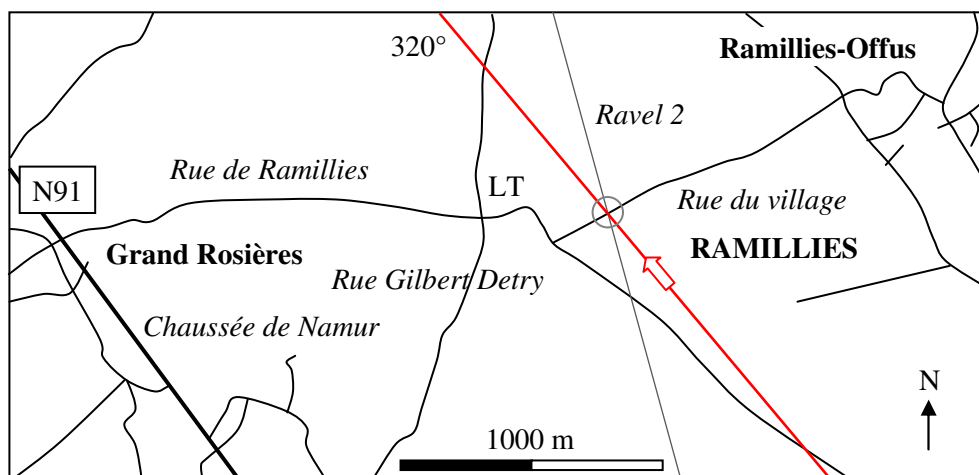 320°
Ramillies-Offus
Ravel 2
Rue de Ramillies
LT
N91
Rue du village
Grand Rosières
RAMILLIES
Rue Gilbert Detry
Chaussée de Namur
N
1000 m